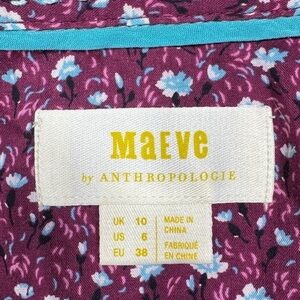 MAEVE
by ANTHROPOLOGIE
UK 10
US 6
EU 38
MADE IN
CHINA
FABRIQUÉ
EN CHINE